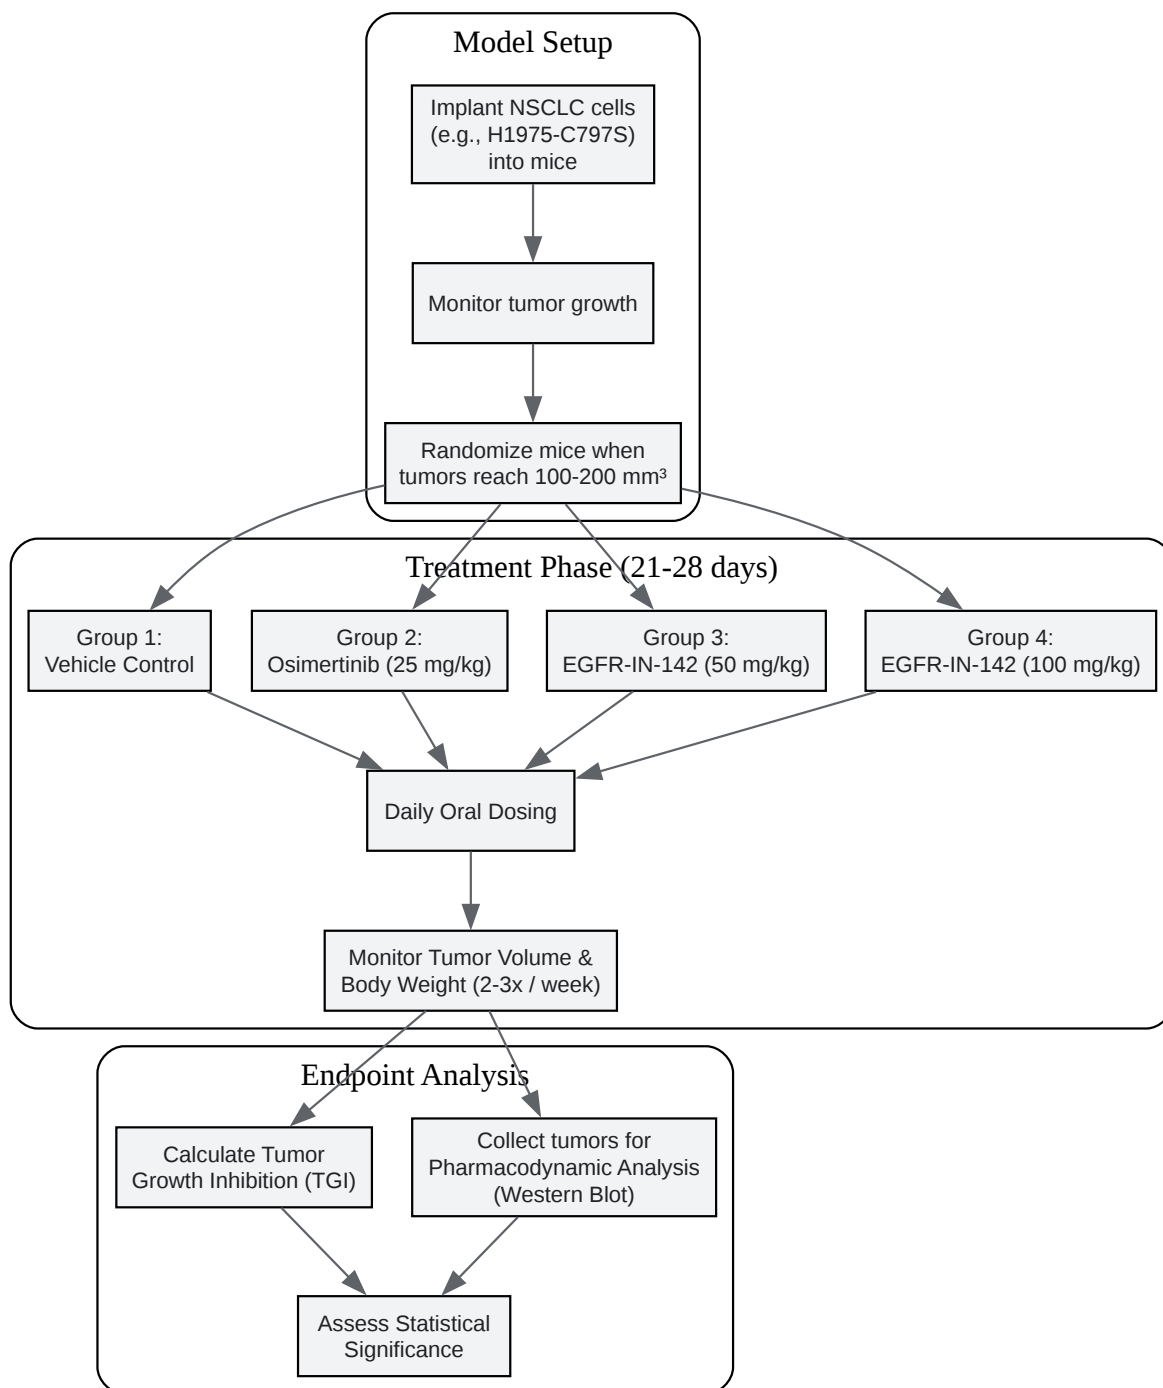 Model Setup
Implant NSCLC cells
(e.g., H1975-C797S)
into mice
Monitor tumor growth
Randomize mice when
tumors reach 100-200 mm³
Treatment Phase (21-28 days)
Group 1:
Vehicle Control
Group 2:
Osimertinib (25 mg/kg)
Group 3:
EGFR-IN-142 (50 mg/kg)
Group 4:
EGFR-IN-142 (100 mg/kg)
Daily Oral Dosing
Monitor Tumor Volume &
Body Weight (2-3x / week)
Endpoint Analysis
Calculate Tumor
Growth Inhibition (TGI)
Collect tumors for
Pharmacodynamic Analysis
(Western Blot)
Assess Statistical
Significance